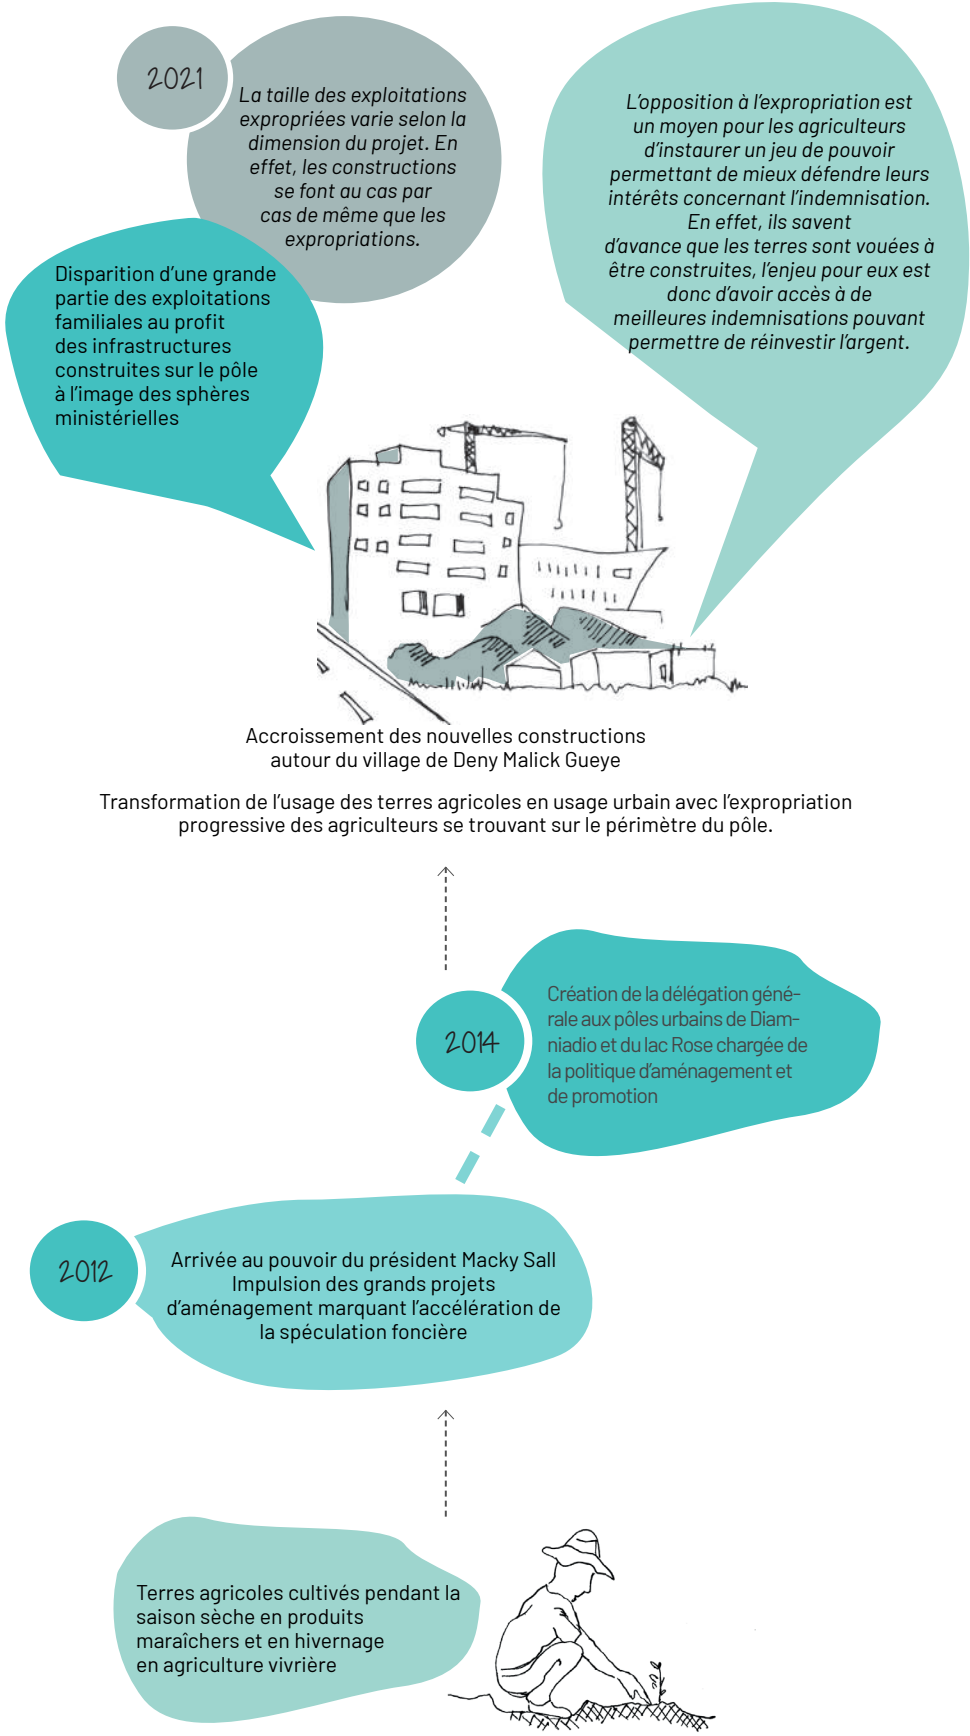 2021
La taille des exploitations
expropriées varie selon la
dimension du projet. En
effet, les constructions
se font au cas par
cas de même que les
expropriations.
L'opposition à l'expropriation est
un moyen pour les agriculteurs
d'instaurer un jeu de pouvoir
permettant de mieux défendre leurs
intérêts concernant l'indemnisation.
En effet, ils savent
d'avance que les terres sont vouées à
être construites, l'enjeu pour eux est
donc d'avoir accès à de
meilleures indemnisations pouvant
permettre de réinvestir l'argent.
Disparition d'une grande
partie des exploitations
familiales au profit
des infrastructures
construites sur le pôle
à l'image des sphères
ministérielles
Accroissement des nouvelles constructions
autour du village de Deny Malick Gueye
Transformation de l'usage des terres agricoles en usage urbain avec l'expropriation
progressive des agriculteurs se trouvant sur le périmètre du pôle.
2014
Création de la délégation géné-
rale aux pôles urbains de Diam-
niadio et du lac Rose chargée de
la politique d'aménagement et
de promotion
2012
Arrivée au pouvoir du président Macky Sall
Impulsion des grands projets
d'aménagement marquant l'accélération de
la spéculation foncière
Terres agricoles cultivés pendant la
saison sèche en produits
maraîchers et en hivernage
en agriculture vivrière